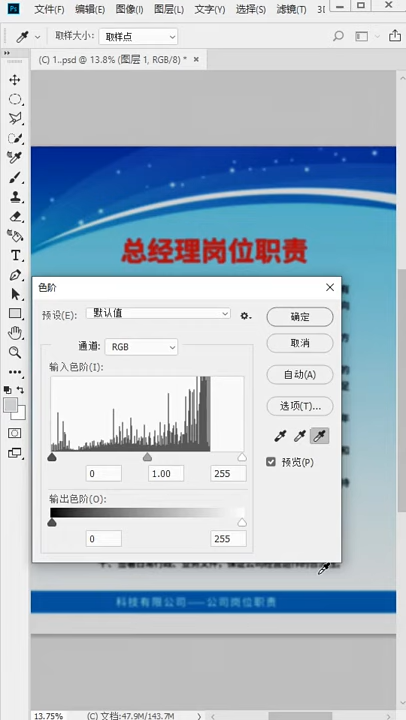 Ps 文件(F) 编辑(E) 图像(I) 图层(L) 文字(Y) 选择(S) 滤镜(T) 3D
取样大小: 取样点
(C) 1..psd @ 13.8% (图层 1, RGB/8) * ×
总经理岗位职责
色阶
预设(E): 默认值
确定
通道: RGB
取消
输入色阶(I):
自动(A)
选项(T)...
0 1.00 255
预览(P)
输出色阶(O):
0 255
科技有限公司——公司岗位职责
13.75% (C) 文档:47.9M/143.7M